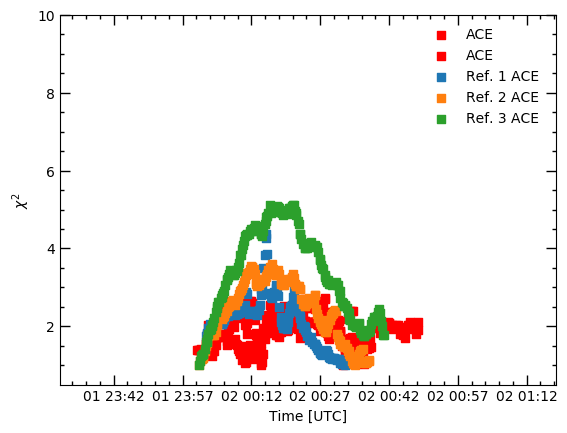 ACE
ACE
Ref. 1 ACE
Ref. 2 ACE
Ref. 3 ACE
10
8
6
4
2
χ²
01 23:42 01 23:57 02 00:12 02 00:27 02 00:42 02 00:57 02 01:12
Time [UTC]